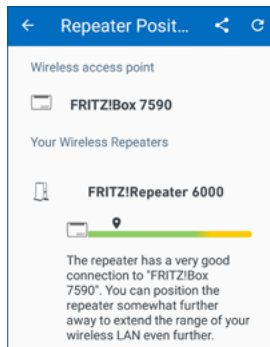 Repeater Posit...
Wireless access point
FRITZ!Box 7590
Your Wireless Repeaters
FRITZ!Repeater 6000
The repeater has a very good
connection to "FRITZ!Box
7590". You can position the
repeater somewhat further
away to extend the range of your
wireless LAN even further.